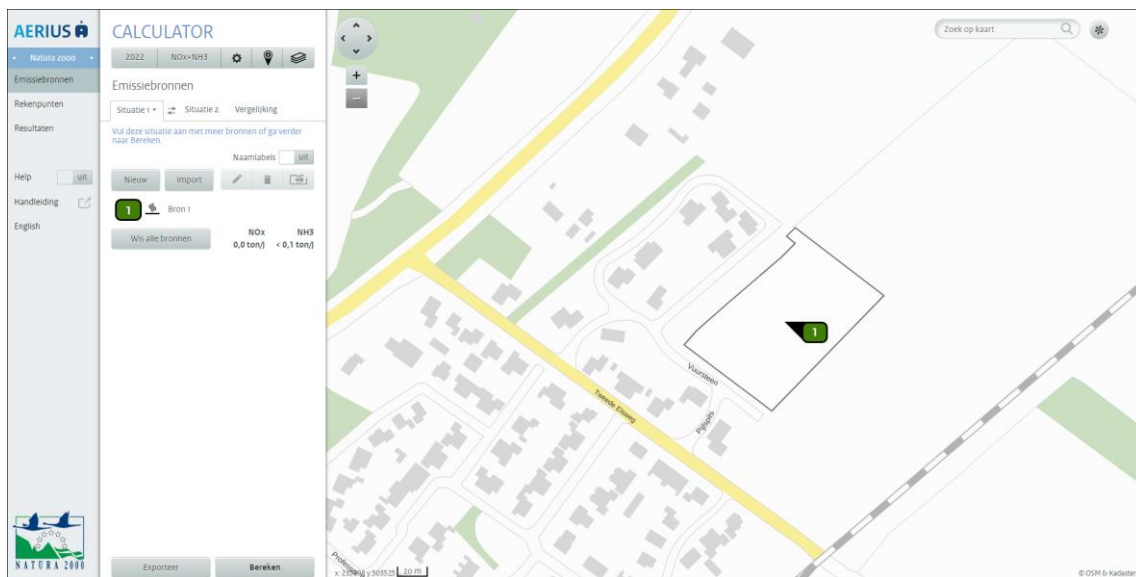 AERIUS
Natura 2000
Emissiebronnen
Rekenpunten
Resultaten
Help uit
Handleiding
English
NATURA 2000
CALCULATOR
2022 NOx+NH3
Emissiebronnen
Situatie 1 Situatie 2 Vergelijking
Vul deze situatie aan met meer bronnen of ga verder
naar Bereken.
Naamlabels uit
Nieuw Import
1 Bron 1
Wis alle bronnen
NOx NH3
0,0 ton/j < 0,1 ton/j
Exporteer Bereken
Zoek op kaart
1
Vuursteen
Pijlspits
Tweede Elsweg
20 m
© OSM & Kadaster